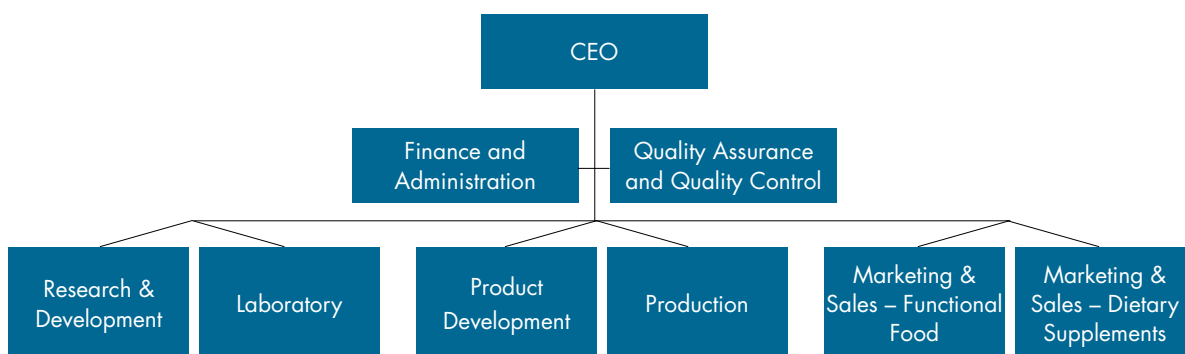 CEO
Finance and
Administration
Quality Assurance
and Quality Control
Research &
Development
Laboratory
Product
Development
Production
Marketing &
Sales – Functional
Food
Marketing &
Sales – Dietary
Supplements